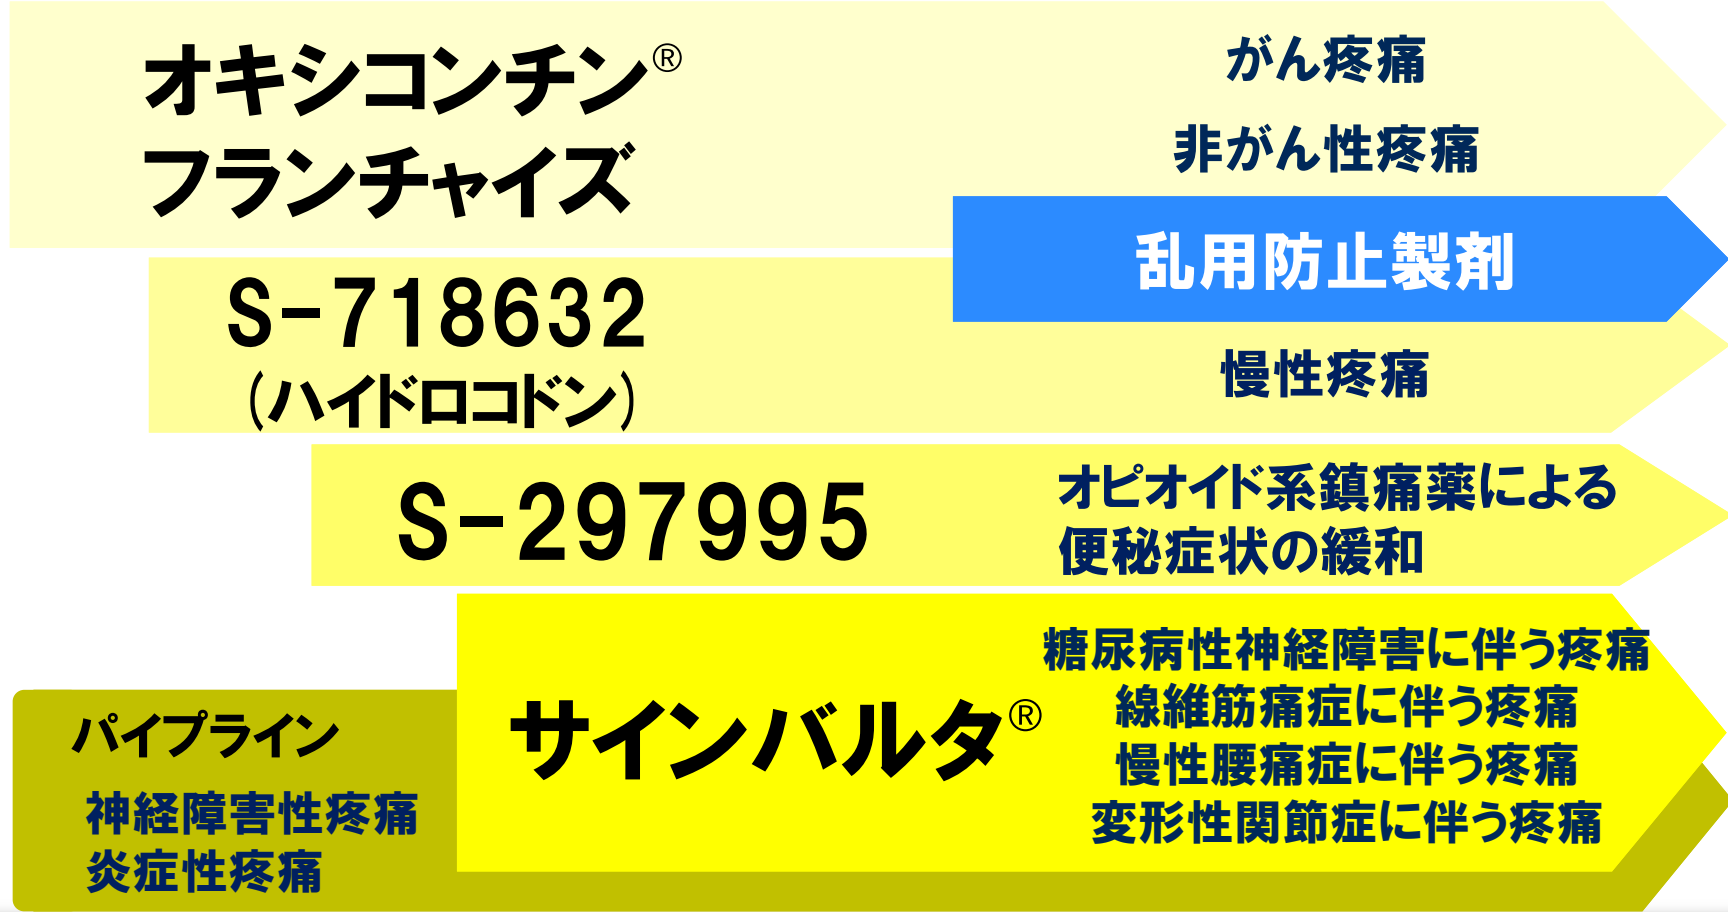 オキシコンチン®
フランチャイズ
がん疼痛
非がん性疼痛
乱用防止製剤
S-718632
(ハイドロコドン)
慢性疼痛
S-297995
オピオイド系鎮痛薬による
便秘症状の緩和
サインバルタ®
糖尿病性神経障害に伴う疼痛
線維筋痛症に伴う疼痛
慢性腰痛症に伴う疼痛
変形性関節症に伴う疼痛
パイプライン
神経障害性疼痛
炎症性疼痛